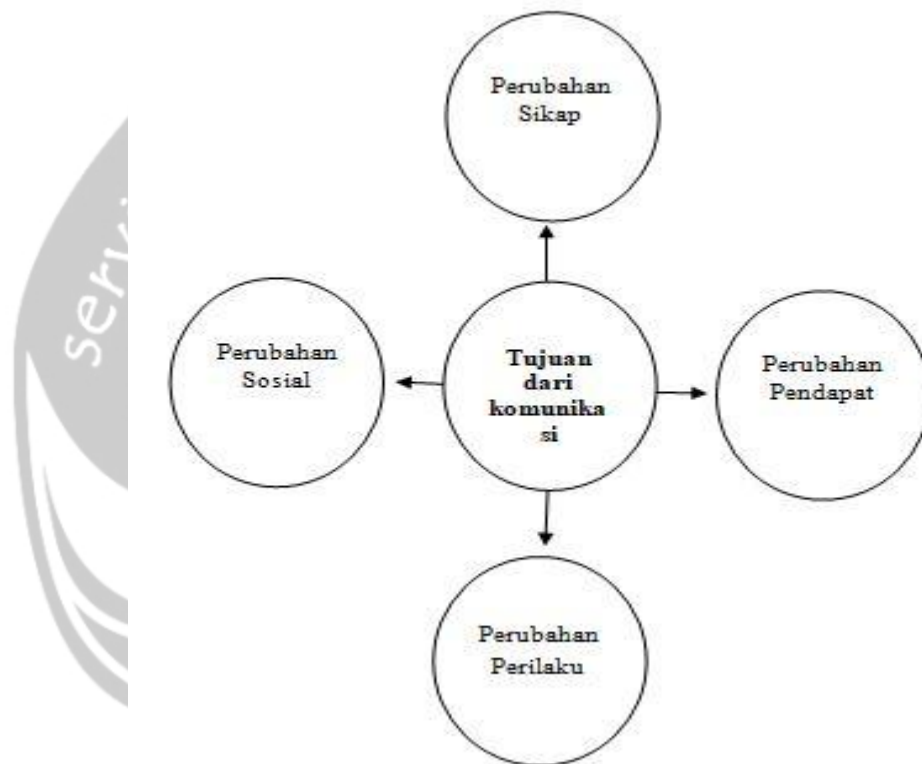 Perubahan
Sikap
Perubahan
Sosial
Tujuan
dari
komunika
si
Perubahan
Pendapat
Perubahan
Perilaku